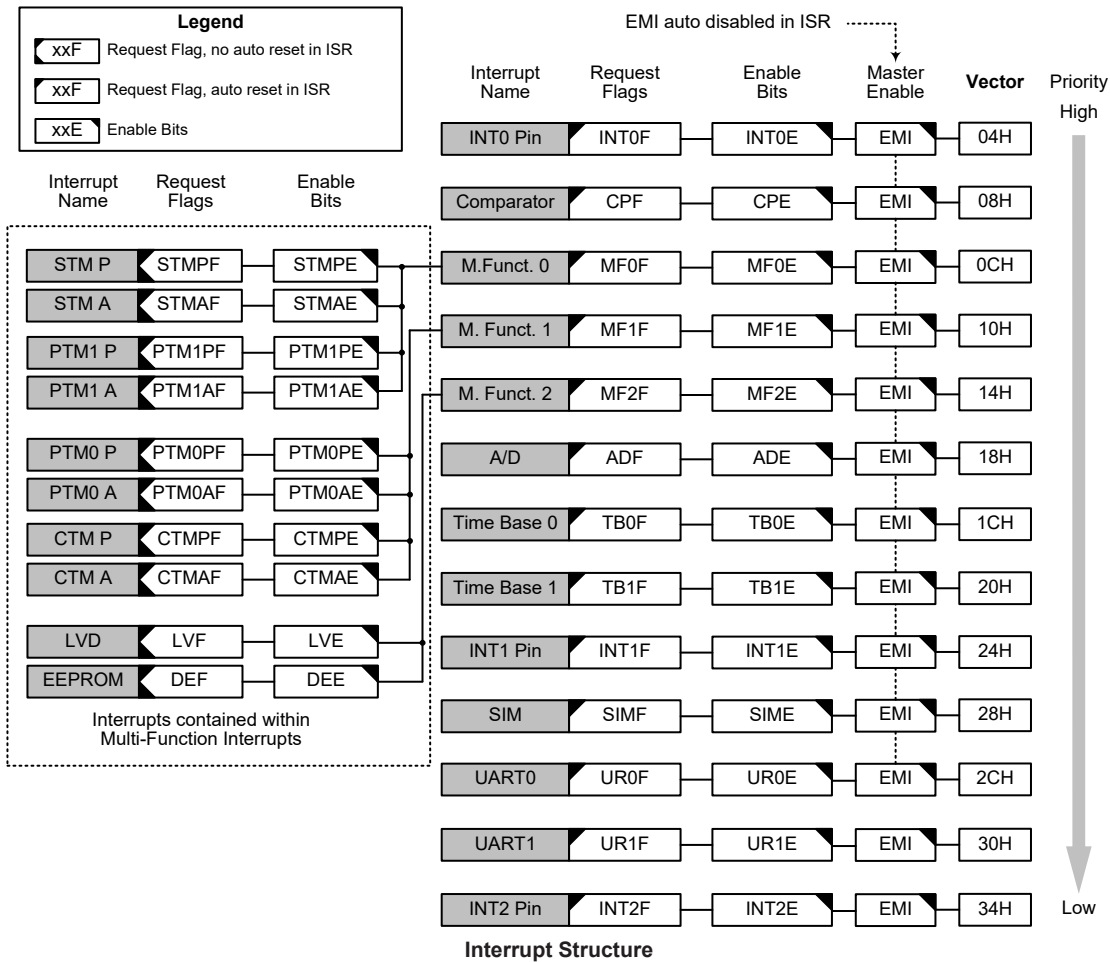 Legend
xxF Request Flag, no auto reset in ISR
xxF Request Flag, auto reset in ISR
xxE Enable Bits
EMI auto disabled in ISR
Interrupt Name Request Flags Enable Bits Master Enable Vector Priority
High
INT0 Pin INT0F INT0E EMI 04H
Comparator CPF CPE EMI 08H
M.Funct. 0 MF0F MF0E EMI 0CH
M. Funct. 1 MF1F MF1E EMI 10H
M. Funct. 2 MF2F MF2E EMI 14H
A/D ADF ADE EMI 18H
Time Base 0 TB0F TB0E EMI 1CH
Time Base 1 TB1F TB1E EMI 20H
INT1 Pin INT1F INT1E EMI 24H
SIM SIMF SIME EMI 28H
UART0 UR0F UR0E EMI 2CH
UART1 UR1F UR1E EMI 30H
INT2 Pin INT2F INT2E EMI 34H
Low
Interrupt Name Request Flags Enable Bits
STM P STMPF STMPE
STM A STMAF STMAE
PTM1 P PTM1PF PTM1PE
PTM1 A PTM1AF PTM1AE
PTM0 P PTM0PF PTM0PE
PTM0 A PTM0AF PTM0AE
CTM P CTMPF CTMPE
CTM A CTMAF CTMAE
LVD LVF LVE
EEPROM DEF DEE
Interrupts contained within
Multi-Function Interrupts
Interrupt Structure